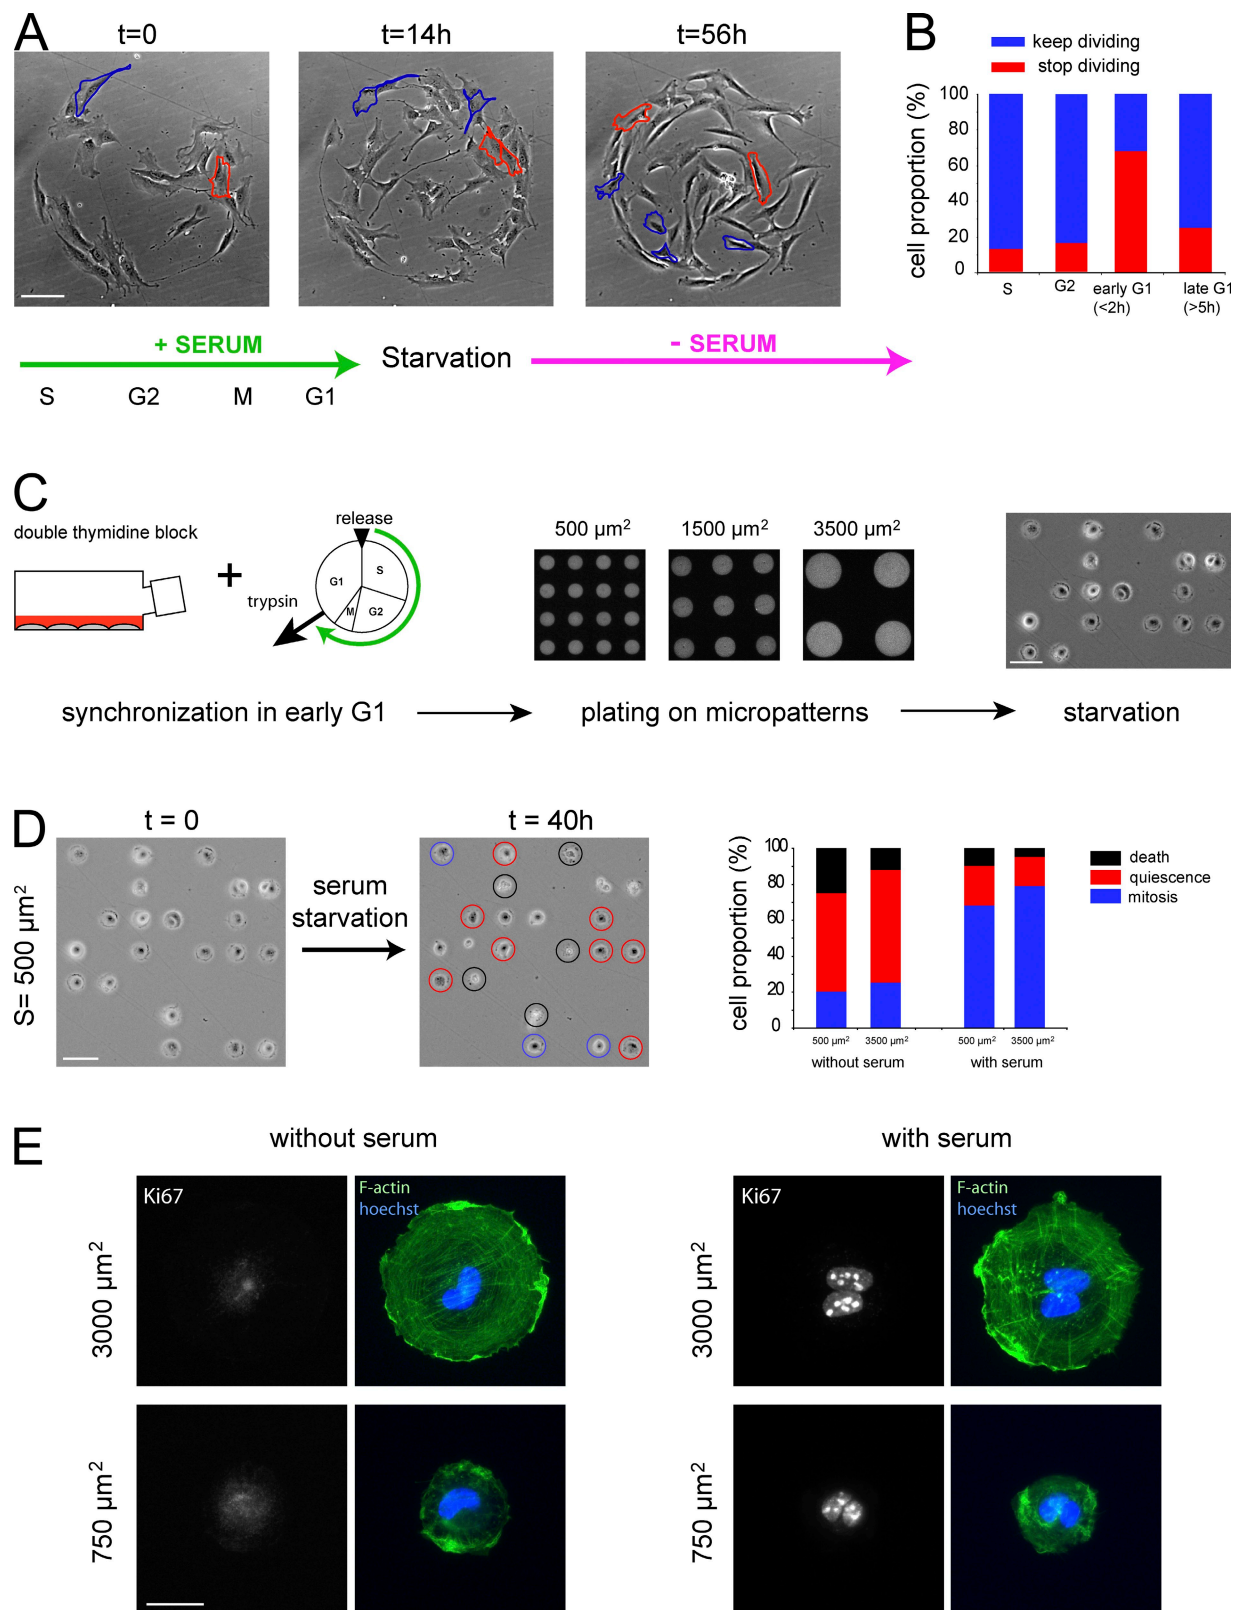 A
t=0
t=14h
t=56h
+ SERUM
Starvation
- SERUM
S
G2
M
G1
B
keep dividing
stop dividing
cell proportion (%)
100
80
60
40
20
0
S
G2
early G1
(<2h)
late G1
(>5h)
C
double thymidine block
+
release
G1
S
M
G2
trypsin
500 µm²
1500 µm²
3500 µm²
synchronization in early G1
plating on micropatterns
starvation
D
t = 0
t = 40h
S= 500 µm²
serum
starvation
cell proportion (%)
100
80
60
40
20
0
500 µm²
3500 µm²
500 µm²
3500 µm²
without serum
with serum
death
quiescence
mitosis
E
without serum
with serum
3000 µm²
Ki67
F-actin
hoechst
3000 µm²
Ki67
F-actin
hoechst
750 µm²
750 µm²